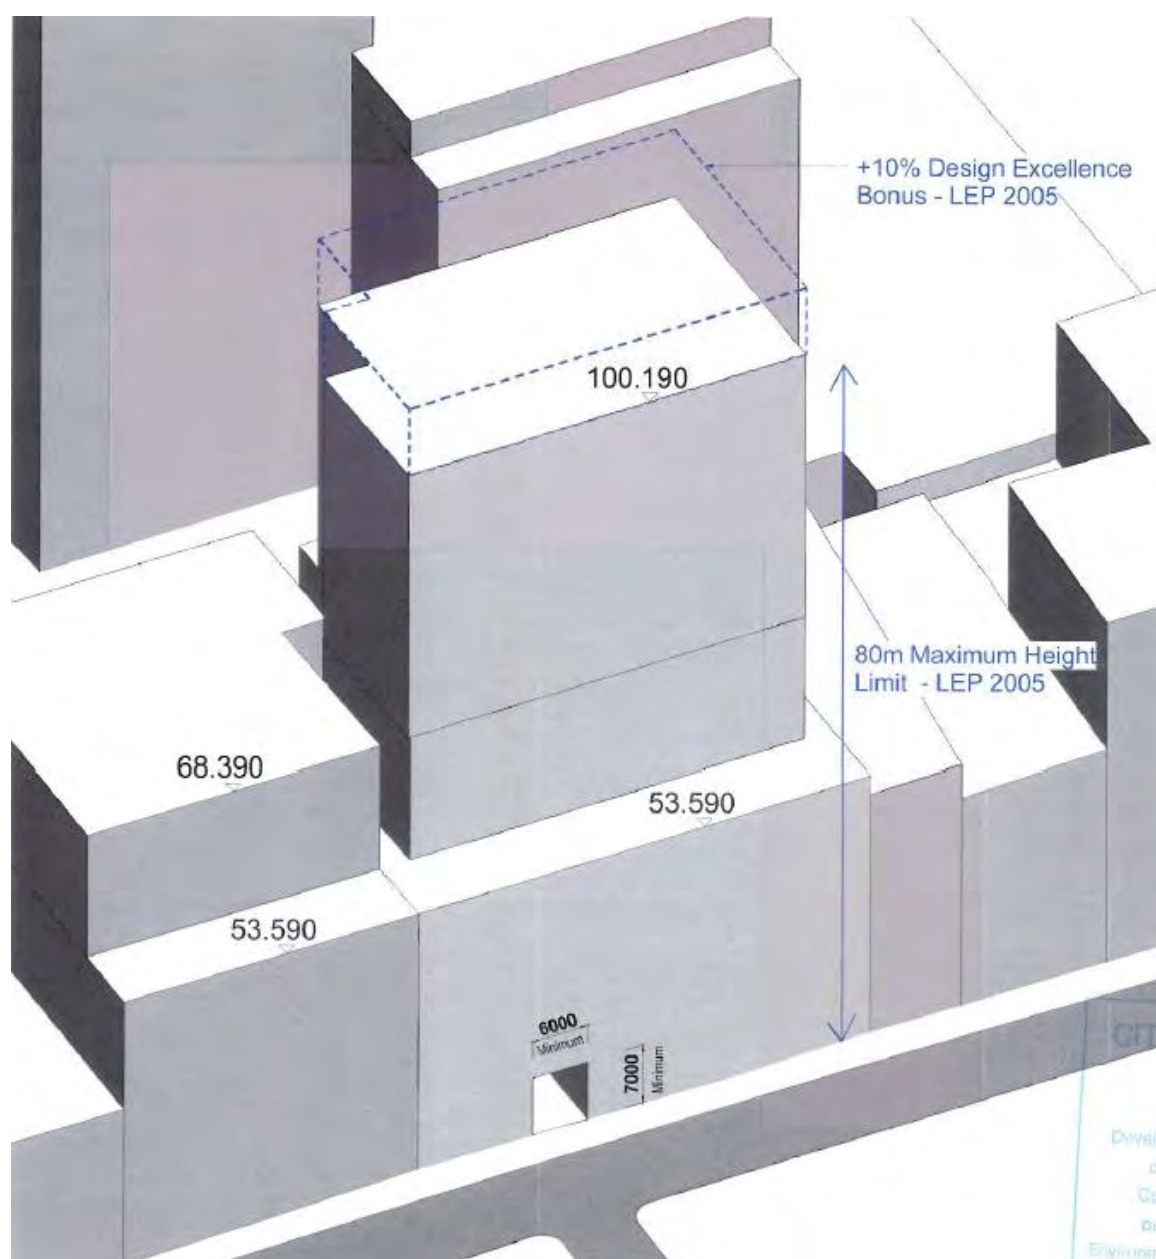 +10% Design Excellence
Bonus - LEP 2005
100.190
80m Maximum Height
Limit - LEP 2005
68.390
53.590
53.590
6000
Minimum
7000
Minimum